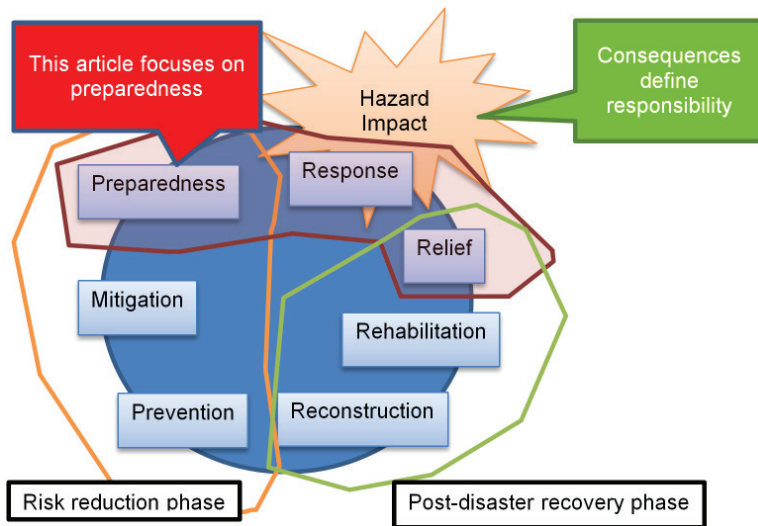 This article focuses on
preparedness
Hazard
Impact
Consequences
define
responsibility
Preparedness
Response
Relief
Mitigation
Rehabilitation
Prevention
Reconstruction
Risk reduction phase
Post-disaster recovery phase